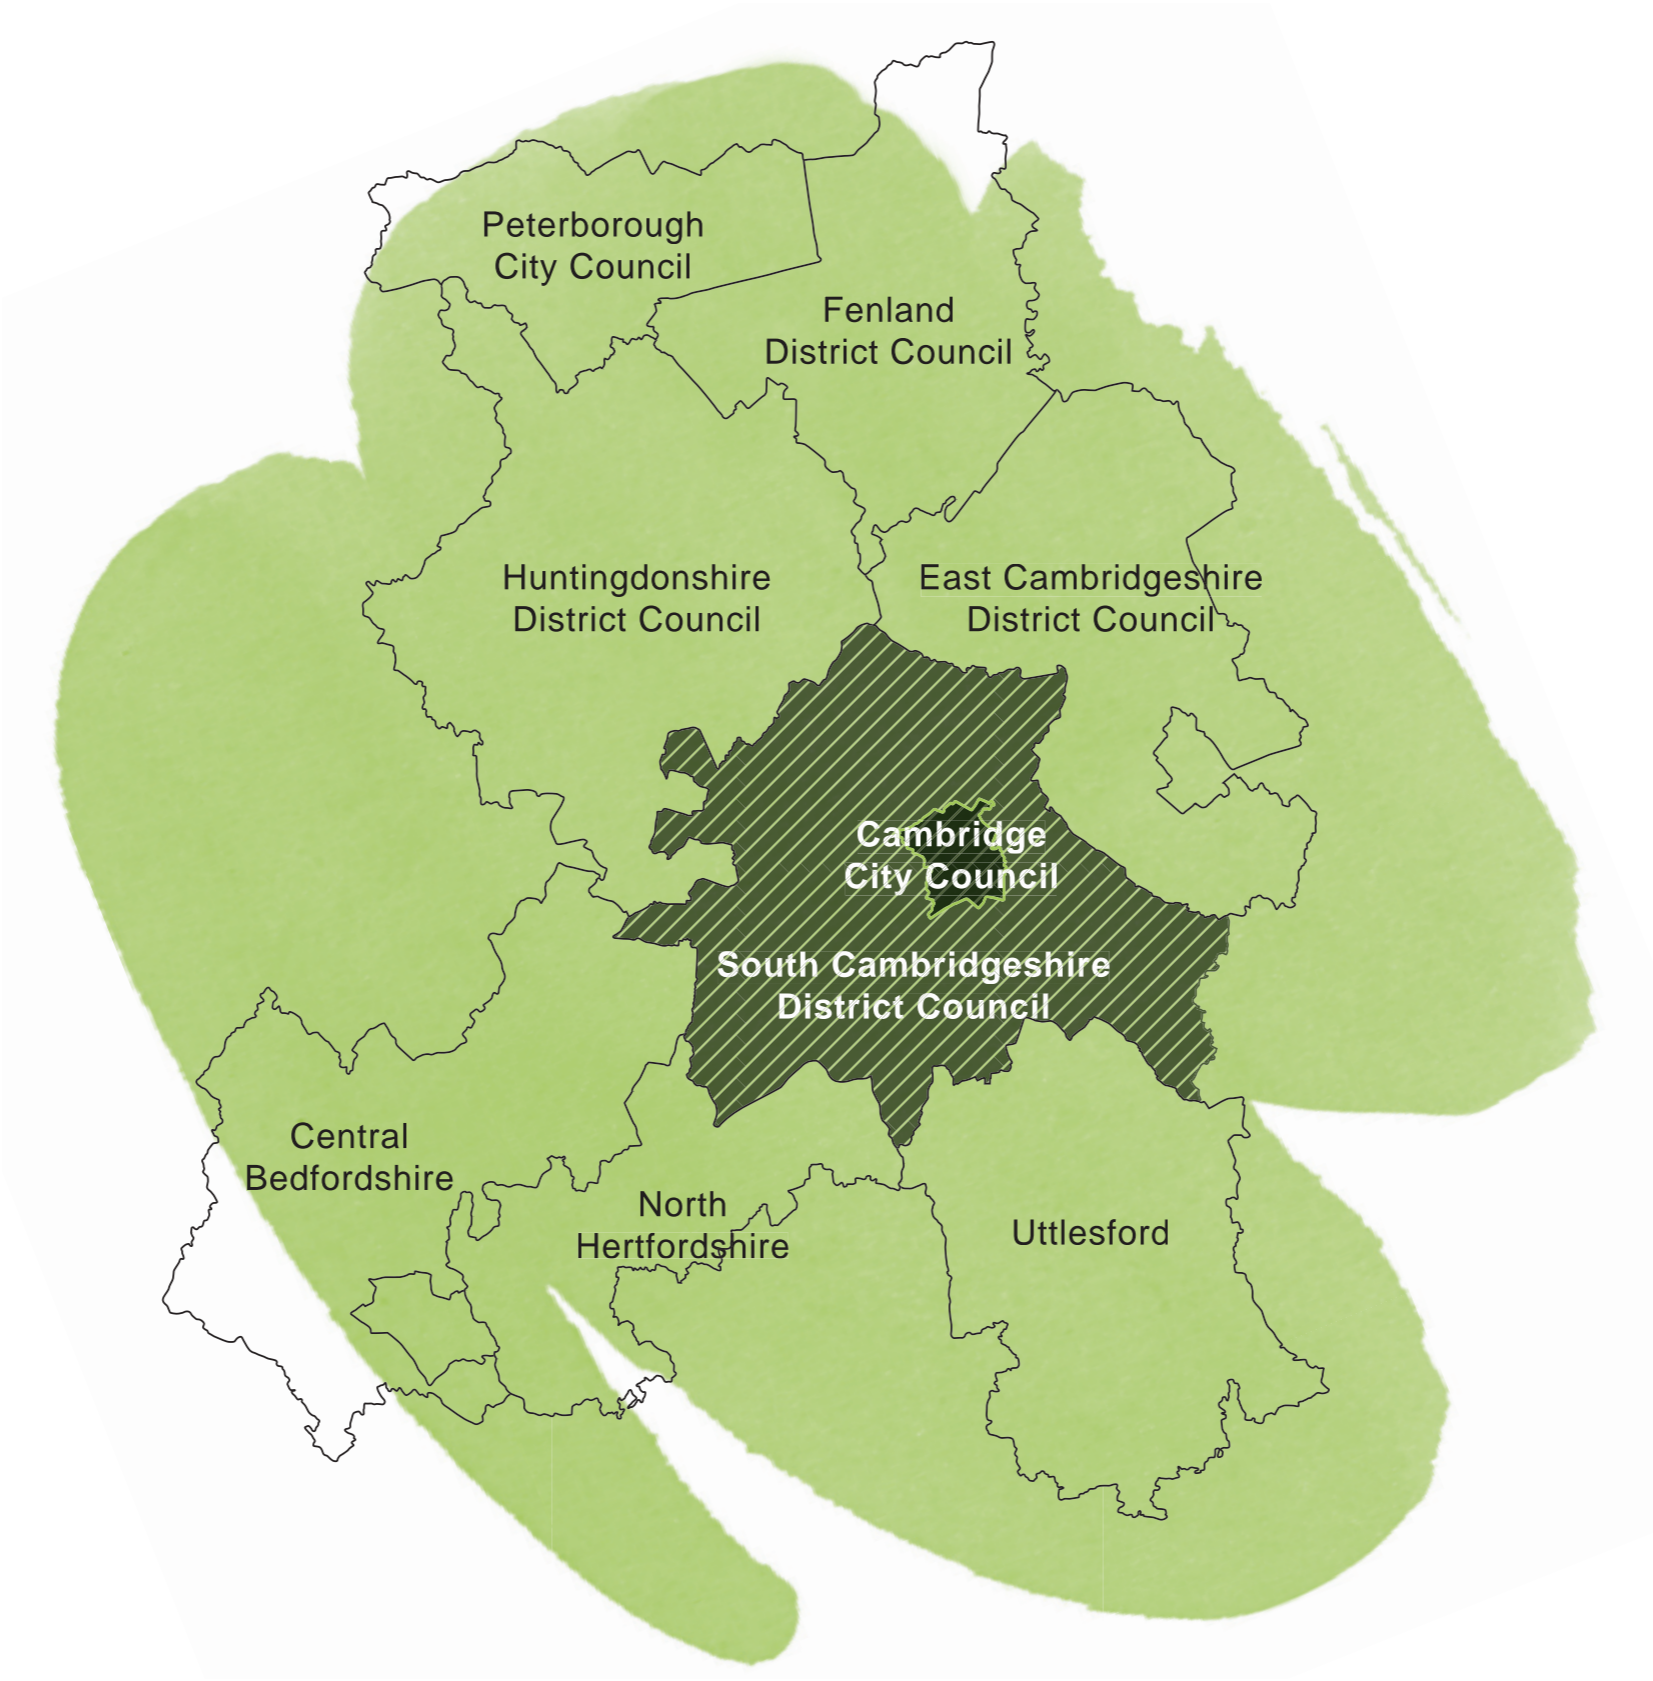 Peterborough
City Council
Fenland
District Council
Huntingdonshire
District Council
East Cambridgeshire
District Council
Cambridge
City Council
South Cambridgeshire
District Council
Central
Bedfordshire
North
Hertfordshire
Uttlesford